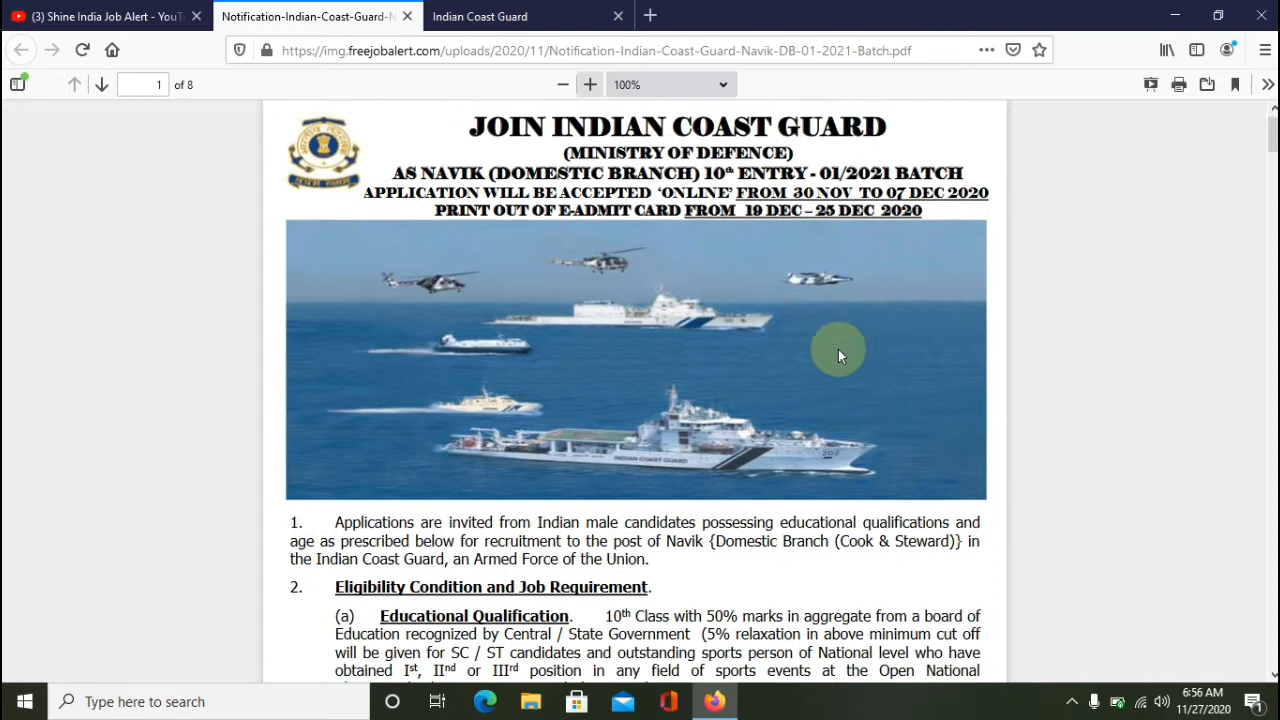 (3) Shine India Job Alert - YouT
Notification-Indian-Coast-Guard-N
Indian Coast Guard
https://img.freejobalert.com/uploads/2020/11/Notification-Indian-Coast-Guard-Navik-DB-01-2021-Batch.pdf
1 of 8
100%
JOIN INDIAN COAST GUARD
(MINISTRY OF DEFENCE)
AS NAVIK (DOMESTIC BRANCH) 10th ENTRY - 01/2021 BATCH
APPLICATION WILL BE ACCEPTED ‘ONLINE’ FROM 30 NOV TO 07 DEC 2020
PRINT OUT OF E-ADMIT CARD FROM 19 DEC – 25 DEC 2020
INDIAN COAST GUARD
202
1. Applications are invited from Indian male candidates possessing educational qualifications and
age as prescribed below for recruitment to the post of Navik {Domestic Branch (Cook & Steward)} in
the Indian Coast Guard, an Armed Force of the Union.
2. Eligibility Condition and Job Requirement.
(a) Educational Qualification. 10th Class with 50% marks in aggregate from a board of
Education recognized by Central / State Government (5% relaxation in above minimum cut off
will be given for SC / ST candidates and outstanding sports person of National level who have
obtained Ist, IInd or IIIrd position in any field of sports events at the Open National
Type here to search
6:56 AM
11/27/2020
1